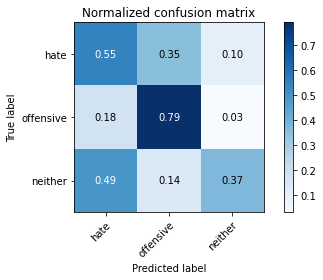 Normalized confusion matrix
True label
hate 0.55 0.35 0.10
offensive 0.18 0.79 0.03
neither 0.49 0.14 0.37
hate offensive neither
Predicted label
0.7
0.6
0.5
0.4
0.3
0.2
0.1